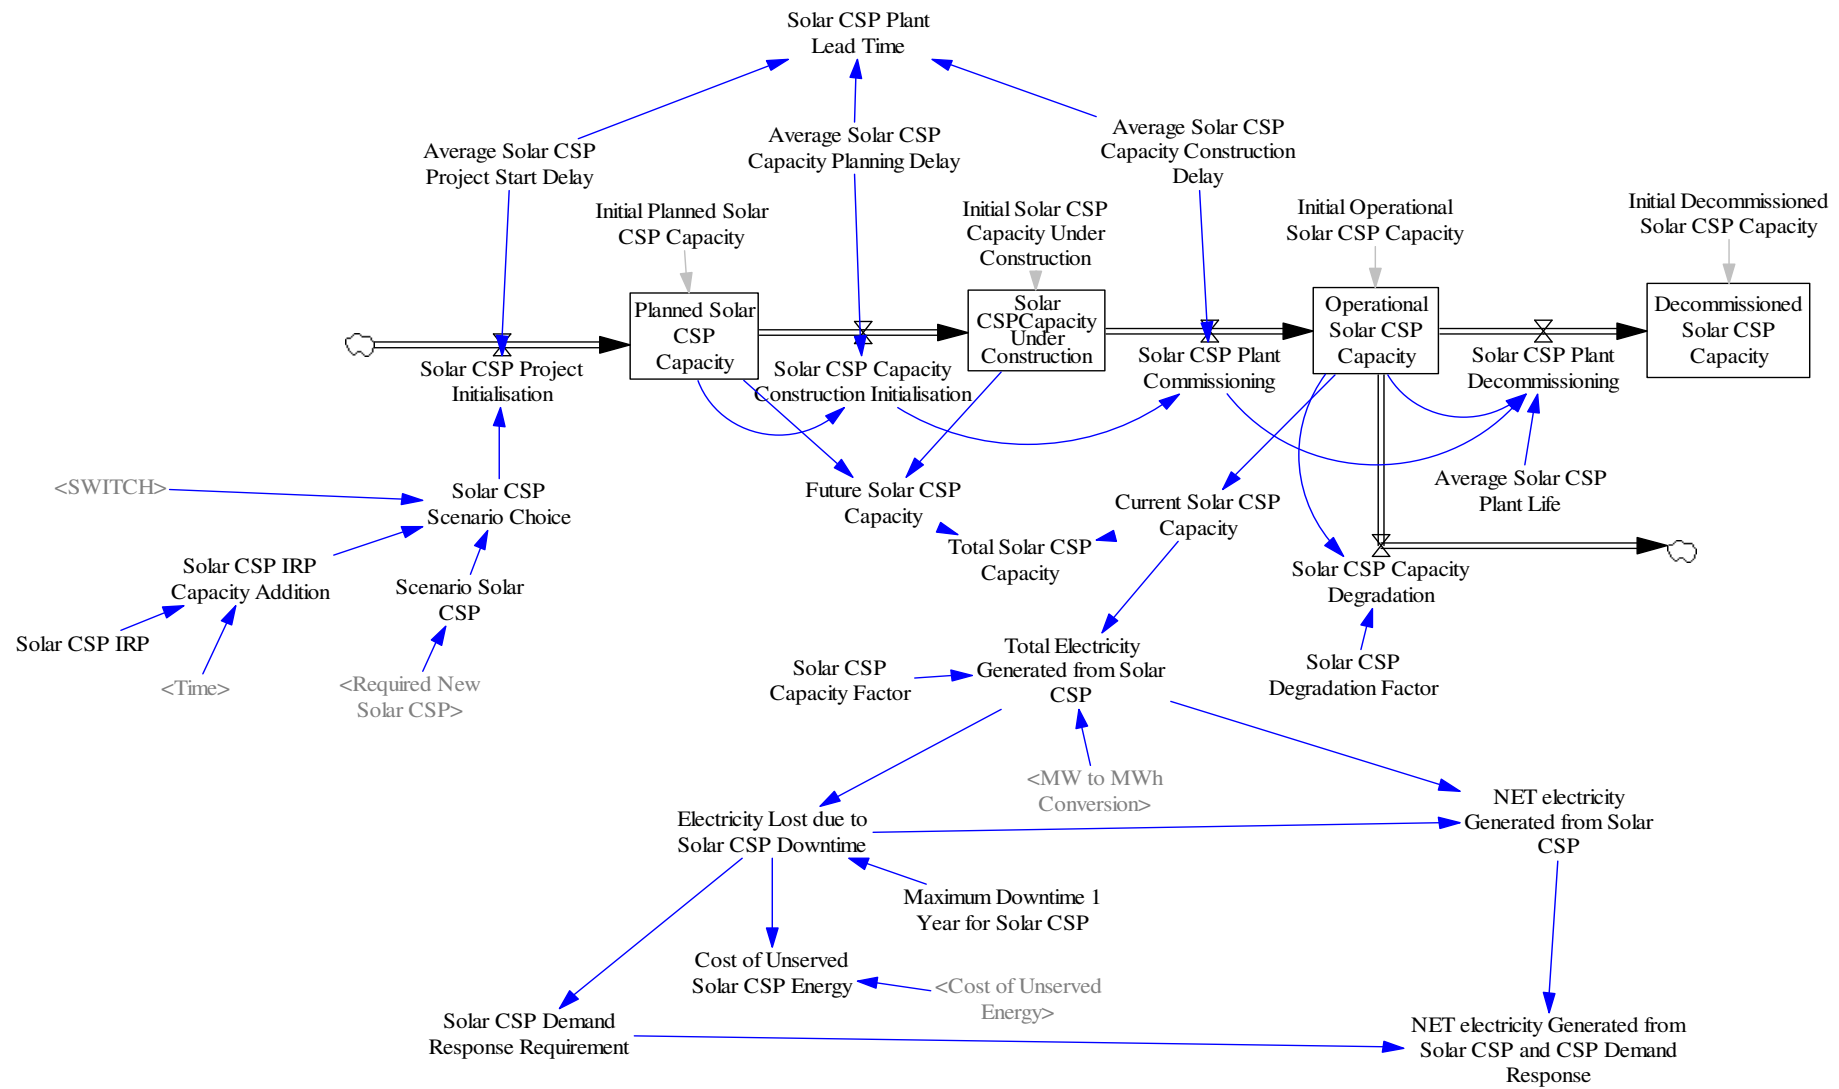 Solar CSP Plant
Lead Time
Average Solar CSP
Project Start Delay
Average Solar CSP
Capacity Planning Delay
Average Solar CSP
Capacity Construction
Delay
Initial Planned Solar
CSP Capacity
Initial Solar CSP
Capacity Under
Construction
Initial Operational
Solar CSP Capacity
Initial Decommissioned
Solar CSP Capacity
Planned Solar
CSP
Capacity
Solar
CSPCapacity
Under
Construction
Operational
Solar CSP
Capacity
Decommissioned
Solar CSP
Capacity
Solar CSP Project
Initialisation
Solar CSP Capacity
Construction Initialisation
Solar CSP Plant
Commissioning
Solar CSP Plant
Decommissioning
<SWITCH>
Solar CSP
Scenario Choice
Future Solar CSP
Capacity
Current Solar CSP
Capacity
Average Solar CSP
Plant Life
Total Solar CSP
Capacity
Solar CSP IRP
Capacity Addition
Scenario Solar
CSP
Solar CSP Capacity
Degradation
Solar CSP IRP
<Time>
<Required New
Solar CSP>
Solar CSP
Capacity Factor
Total Electricity
Generated from Solar
CSP
Solar CSP
Degradation Factor
<MW to MWh
Conversion>
Electricity Lost due to
Solar CSP Downtime
NET electricity
Generated from Solar
CSP
Maximum Downtime 1
Year for Solar CSP
Cost of Unserved
Solar CSP Energy
<Cost of Unserved
Energy>
Solar CSP Demand
Response Requirement
NET electricity Generated from
Solar CSP and CSP Demand
Response